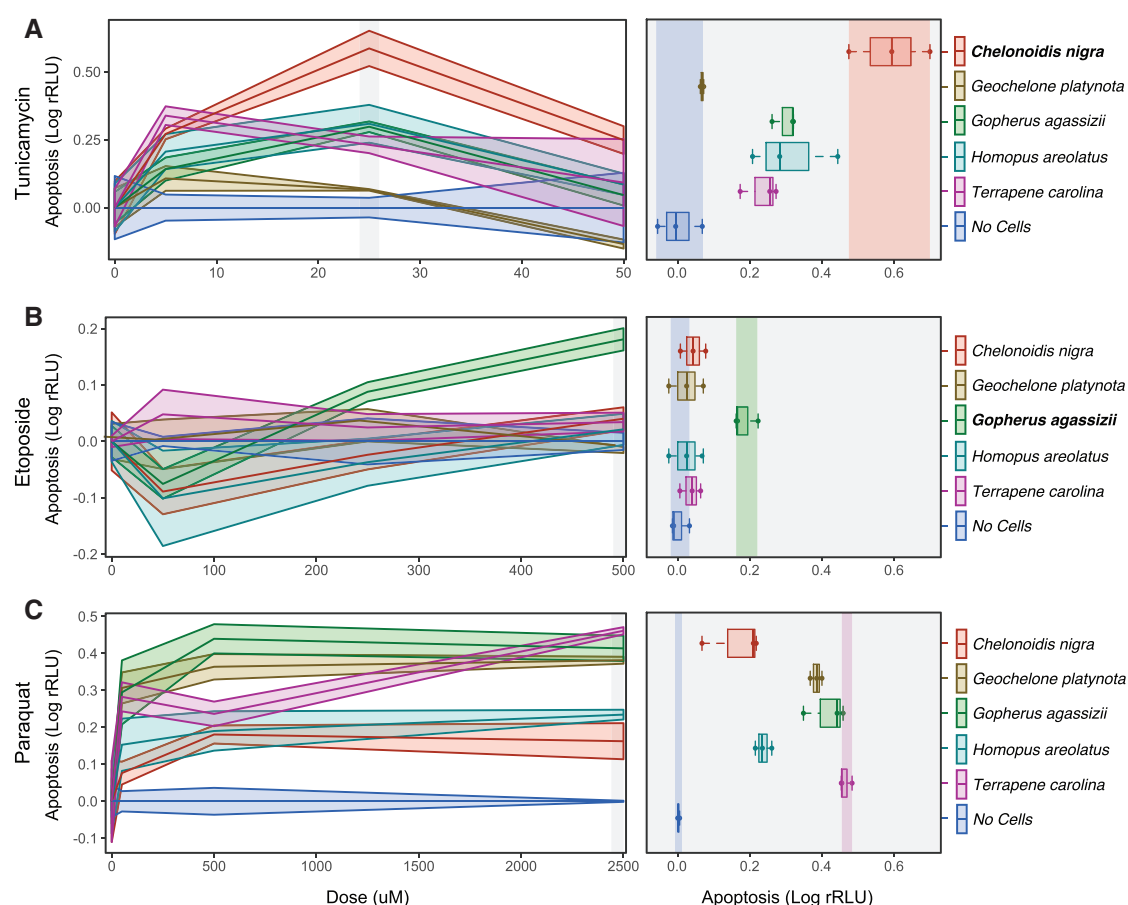 A
Tunicamycin
Apoptosis (Log rRLU)
0.50
0.25
0.00
0 10 20 30 40 50
0.0 0.2 0.4 0.6
Chelonoidis nigra
Geochelone platynota
Gopherus agassizii
Homopus areolatus
Terrapene carolina
No Cells
B
Etoposide
Apoptosis (Log rRLU)
0.2
0.1
0.0
-0.1
-0.2
0 100 200 300 400 500
0.0 0.2 0.4 0.6
Chelonoidis nigra
Geochelone platynota
Gopherus agassizii
Homopus areolatus
Terrapene carolina
No Cells
C
Paraquat
Apoptosis (Log rRLU)
0.5
0.4
0.3
0.2
0.1
0.0
-0.1
0 500 1000 1500 2000 2500
Dose (uM)
0.0 0.2 0.4 0.6
Apoptosis (Log rRLU)
Chelonoidis nigra
Geochelone platynota
Gopherus agassizii
Homopus areolatus
Terrapene carolina
No Cells